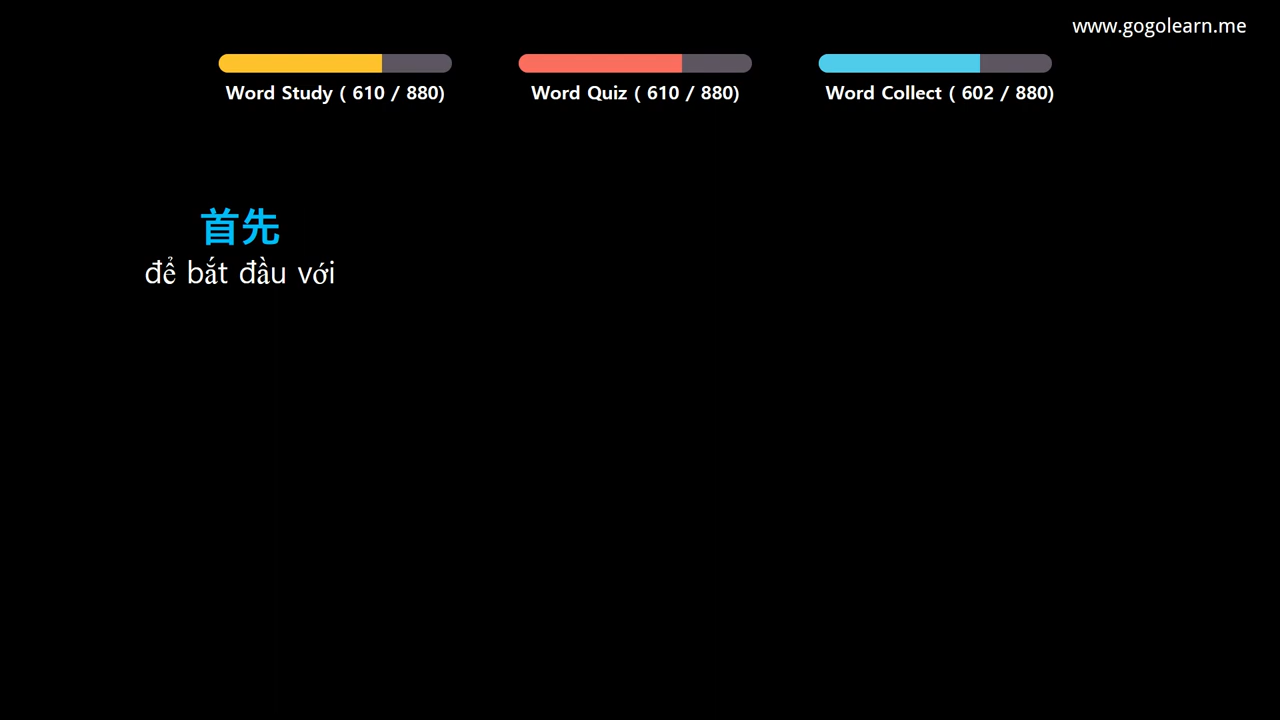 www.gogolearn.me
Word Study ( 610 / 880)
Word Quiz ( 610 / 880)
Word Collect ( 602 / 880)
首先
để bắt đầu với